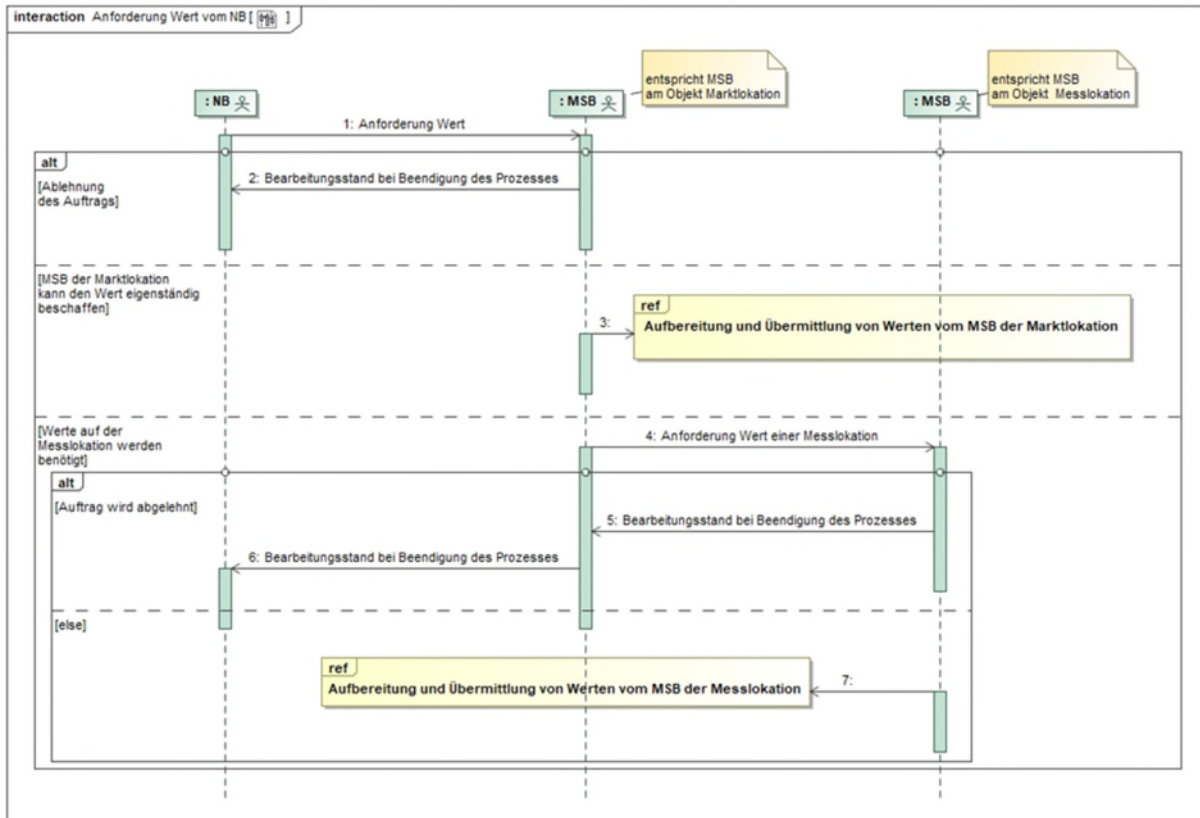 interaction Anforderung Wert vom NB [ ]
entspricht MSB
am Objekt Marktlokation
entspricht MSB
am Objekt Messlokation
: NB
: MSB
: MSB
1: Anforderung Wert
alt
[Ablehnung
des Auftrags]
2: Bearbeitungsstand bei Beendigung des Prozesses
[MSB der Marktlokation
kann den Wert eigenständig
beschaffen]
3:
ref
Aufbereitung und Übermittlung von Werten vom MSB der Marktlokation
[Werte auf der
Messlokation werden
benötigt]
4: Anforderung Wert einer Messlokation
alt
[Auftrag wird abgelehnt]
5: Bearbeitungsstand bei Beendigung des Prozesses
6: Bearbeitungsstand bei Beendigung des Prozesses
[else]
ref
Aufbereitung und Übermittlung von Werten vom MSB der Messlokation
7: